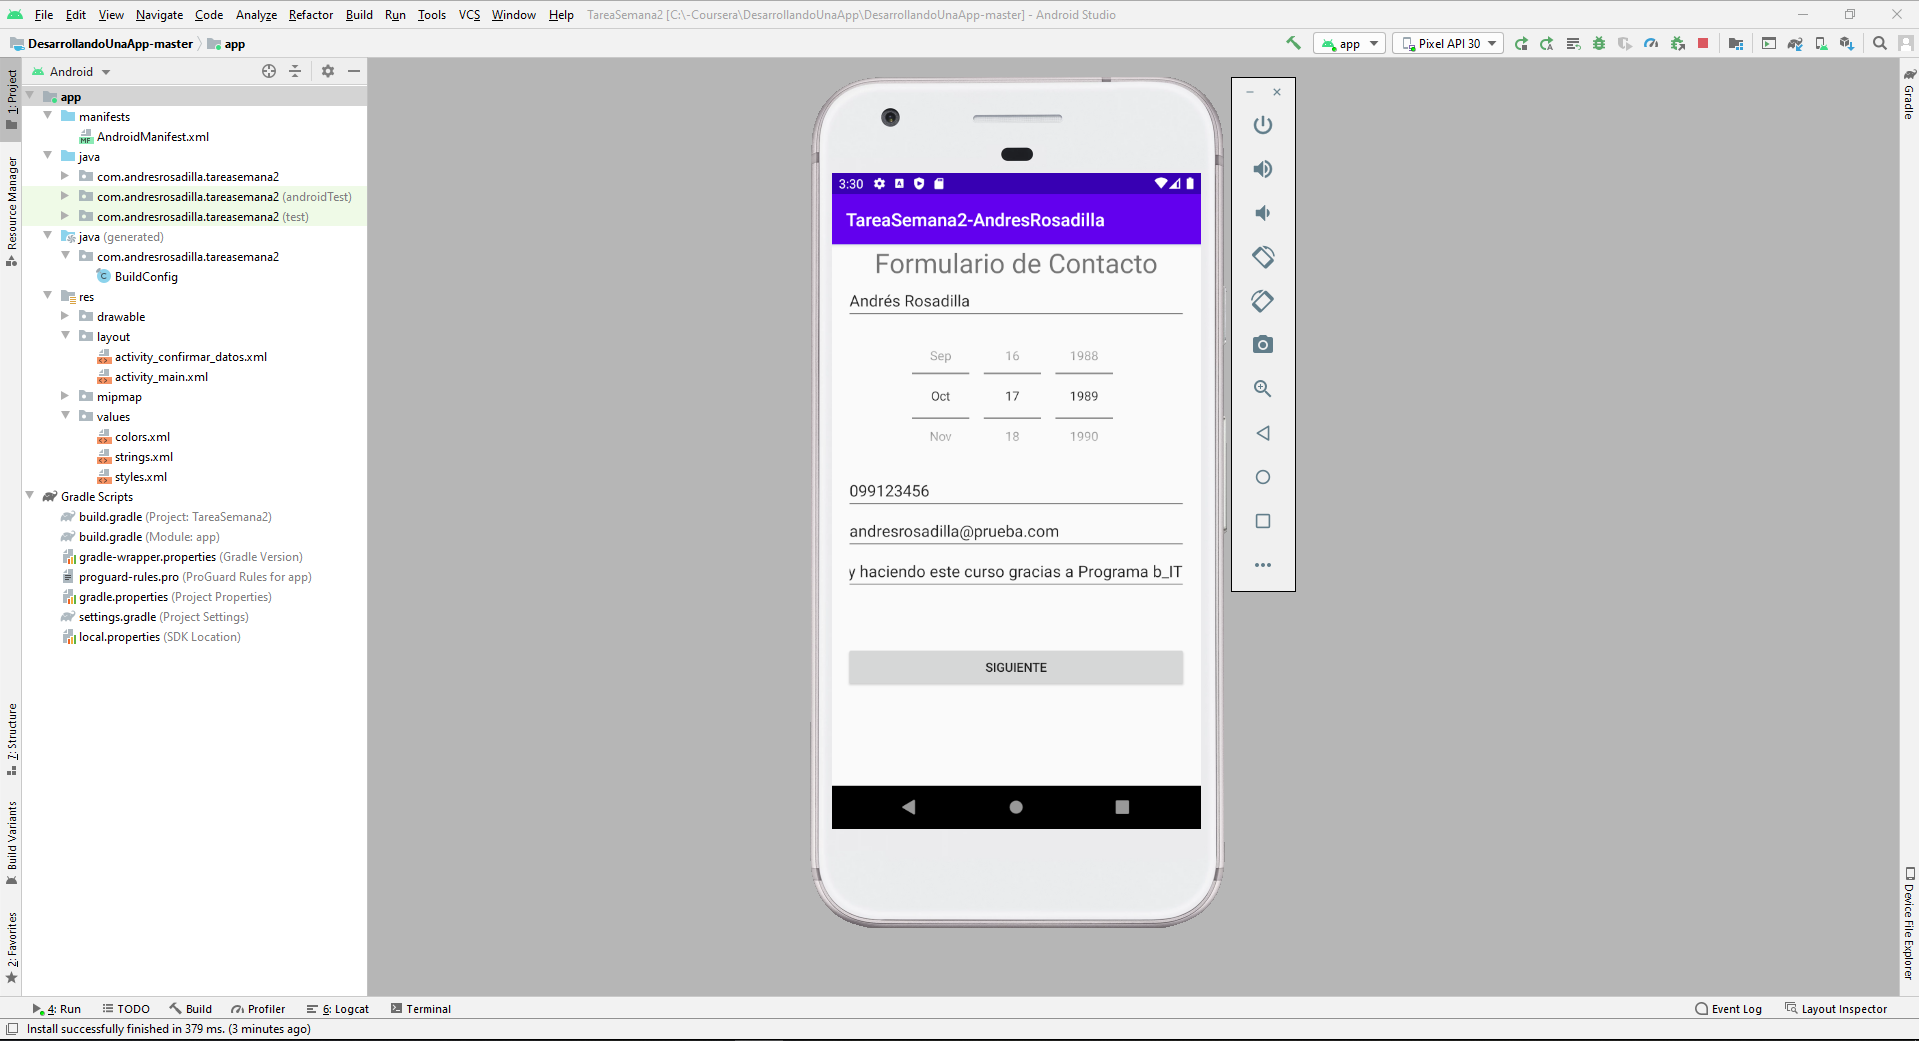 File Edit View Navigate Code Analyze Refactor Build Run Tools VCS Window Help TareaSemana2 [C:\-Coursera\DesarrollandoUnaApp\DesarrollandoUnaApp-master] - Android Studio
DesarrollandoUnaApp-master app
app Pixel API 30
Android
app
manifests
AndroidManifest.xml
java
com.andresrosadilla.tareasemana2
com.andresrosadilla.tareasemana2 (androidTest)
com.andresrosadilla.tareasemana2 (test)
java (generated)
com.andresrosadilla.tareasemana2
BuildConfig
res
drawable
layout
activity_confirmar_datos.xml
activity_main.xml
mipmap
values
colors.xml
strings.xml
styles.xml
Gradle Scripts
build.gradle (Project: TareaSemana2)
build.gradle (Module: app)
gradle-wrapper.properties (Gradle Version)
proguard-rules.pro (ProGuard Rules for app)
gradle.properties (Project Properties)
settings.gradle (Project Settings)
local.properties (SDK Location)
1: Project
Resource Manager
7: Structure
Build Variants
2: Favorites
3:30
TareaSemana2-AndresRosadilla
Formulario de Contacto
Andrés Rosadilla
Sep 16 1988
Oct 17 1989
Nov 18 1990
099123456
andresrosadilla@prueba.com
y haciendo este curso gracias a Programa b_IT
SIGUIENTE
Gradle
Device File Explorer
4: Run TODO Build Profiler 6: Logcat Terminal
Event Log Layout Inspector
Install successfully finished in 379 ms. (3 minutes ago)